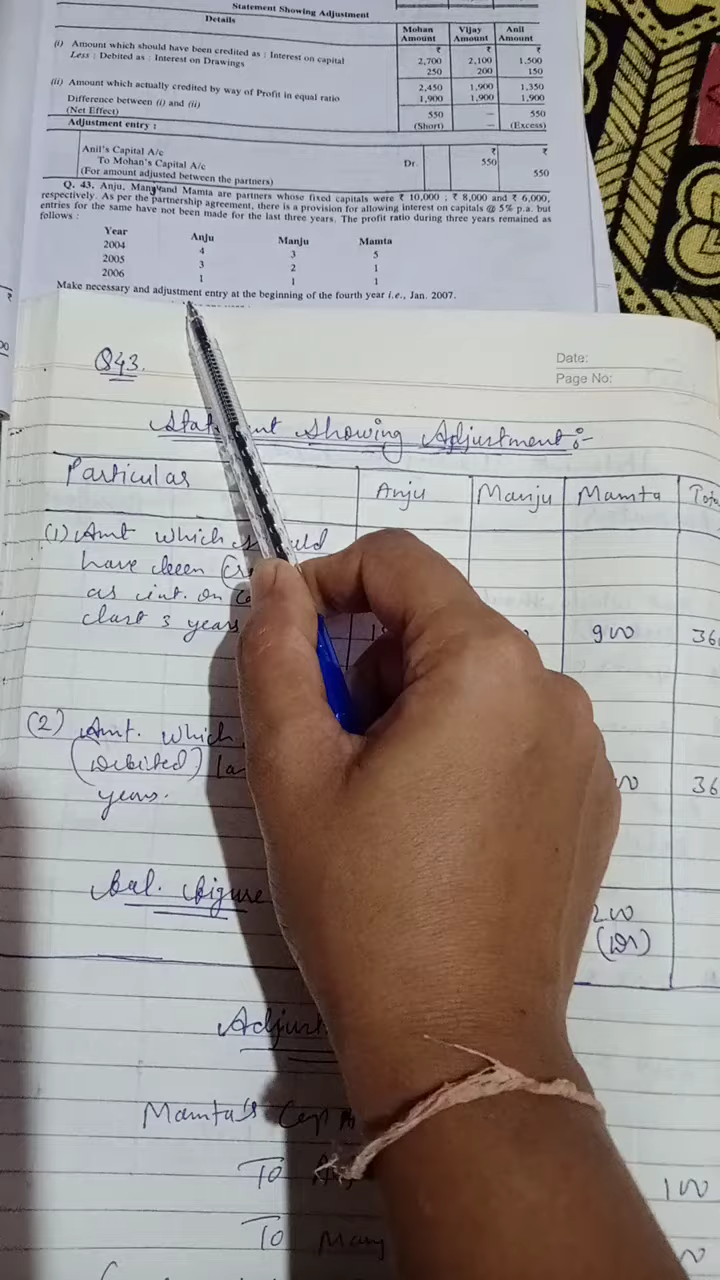 Statement Showing Adjustment
Details
Mohan Amount
Vijay Amount
Anil Amount
₹ ₹ ₹
(i) Amount which should have been credited as : Interest on capital 2,700 2,100 1,500
Less : Debited as : Interest on Drawings 250 200 150
2,450 1,900 1,350
(ii) Amount which actually credited by way of Profit in equal ratio 1,900 1,900 1,900
Difference between (i) and (ii) 550 — 550
(Net Effect) (Short) (Excess)
Adjustment entry :
₹ ₹
Anil's Capital A/c Dr. 550
To Mohan's Capital A/c 550
(For amount adjusted between the partners)
Q. 43. Anju, Manju and Mamta are partners whose fixed capitals were ₹ 10,000 ; ₹ 8,000 and ₹ 6,000,
respectively. As per the partnership agreement, there is a provision for allowing interest on capitals @ 5% p.a. but
entries for the same have not been made for the last three years. The profit ratio during three years remained as
follows :
Year Anju Manju Mamta
2004 4 3 5
2005 3 2 1
2006 1 1 1
Make necessary and adjustment entry at the beginning of the fourth year i.e., Jan. 2007.
Date:
Page No:
Q43.
Showing Adjustment :-
Particulas Anju Manju Mamta
(1) Amt which
have been
as int. on
last 3 years 900 36
(2) Amt. which
(Debited)
years. 36
Bal. figure 200
(Dr)
Mamta's Cap
To
To
100